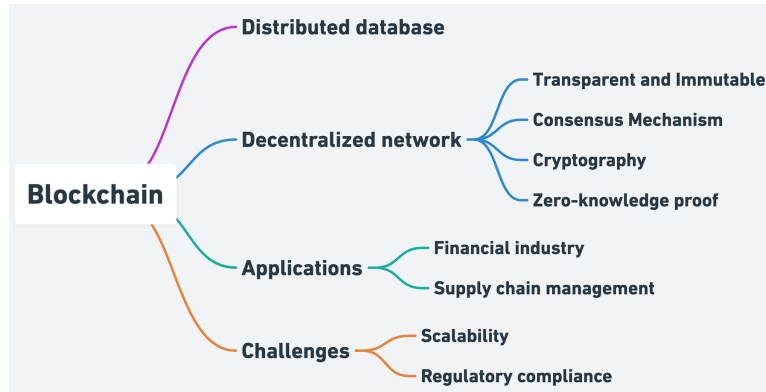 Blockchain
Distributed database
Decentralized network
Transparent and Immutable
Consensus Mechanism
Cryptography
Zero-knowledge proof
Applications
Financial industry
Supply chain management
Challenges
Scalability
Regulatory compliance